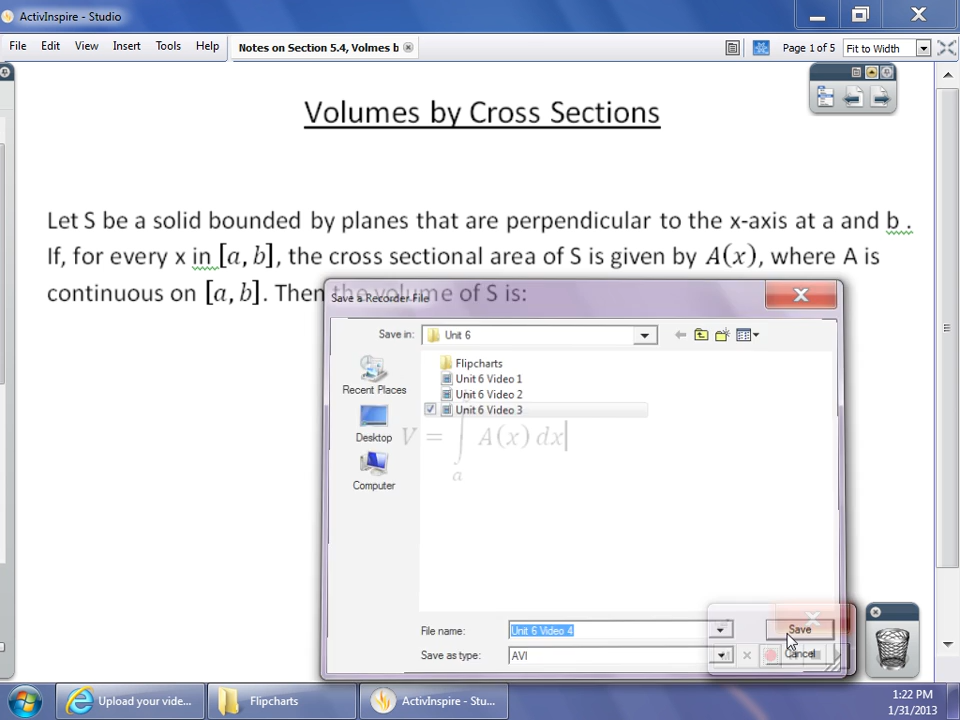 ActivInspire - Studio
File Edit View Insert Tools Help
Notes on Section 5.4, Volmes b
Page 1 of 5
Fit to Width
Volumes by Cross Sections
Let S be a solid bounded by planes that are perpendicular to the x-axis at a and b .
If, for every x in [a, b], the cross sectional area of S is given by A(x), where A is
continuous on [a, b]. Then the volume of S is:
Save a Recorder File
Save in: Unit 6
Flipcharts
Unit 6 Video 1
Unit 6 Video 2
Unit 6 Video 3
Recent Places
Desktop
Computer
V = ∫ A(x) dx
a
File name: Unit 6 Video 4
Save
Save as type: AVI
Cancel
Upload your vide...
Flipcharts
ActivInspire - Stu...
1:22 PM
1/31/2013